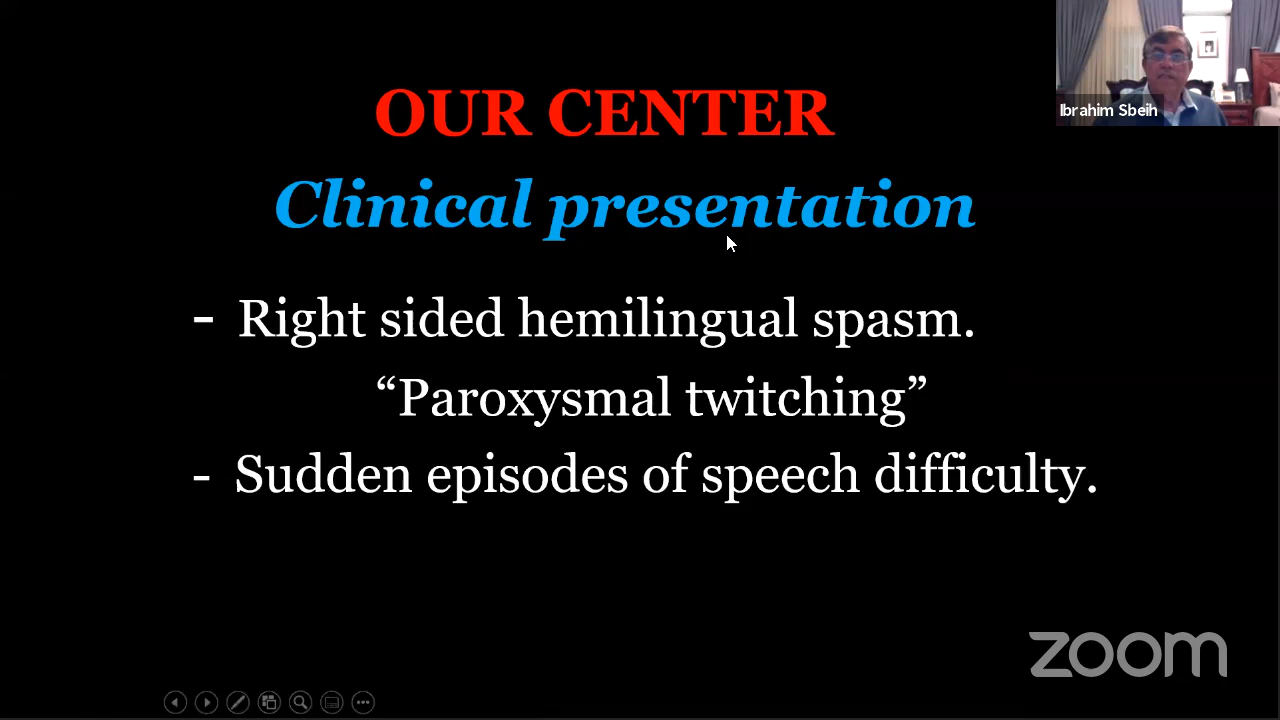 Ibrahim Sbeih
OUR CENTER
Clinical presentation
- Right sided hemilingual spasm.
“Paroxysmal twitching”
- Sudden episodes of speech difficulty.
zoom